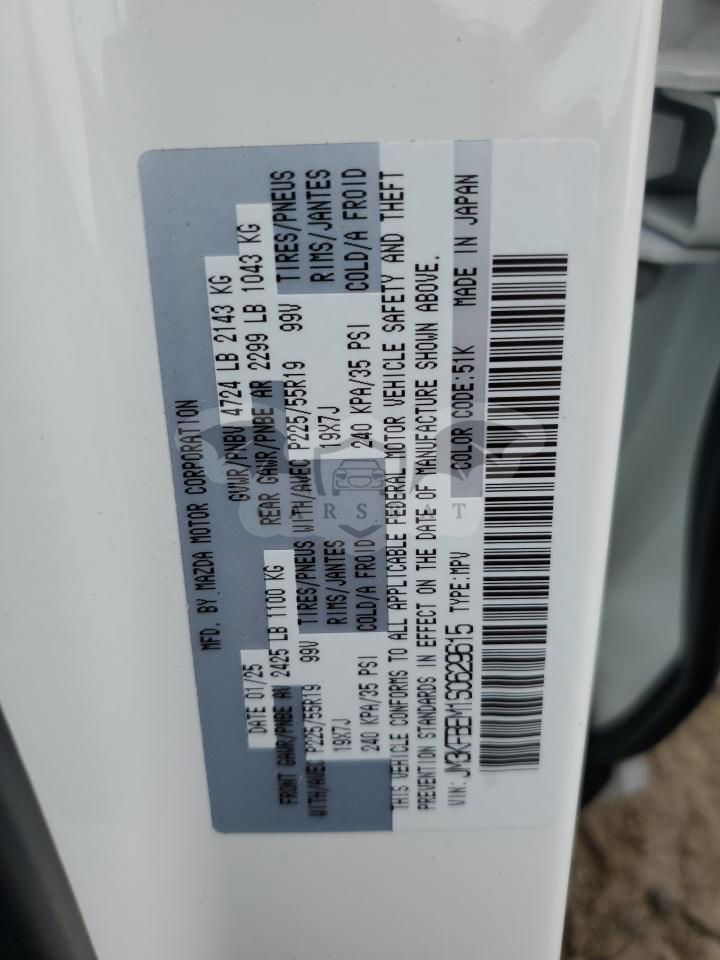 MFD. BY MAZDA MOTOR CORPORATION
DATE 01/25 GVWR/PNBV 4724 LB 2143 KG
FRONT GAWR/PNBE AV 2425 LB 1100 KG REAR GAWR/PNBE AR 2299 LB 1043 KG
WITH/AVEC P225/55R19 99V TIRES/PNEUS WITH/AVEC P225/55R19 99V TIRES/PNEUS
19X7J RIMS/JANTES 19X7J RIMS/JANTES
240 KPA/35 PSI COLD/A FROID 240 KPA/35 PSI COLD/A FROID
THIS VEHICLE CONFORMS TO ALL APPLICABLE FEDERAL MOTOR VEHICLE SAFETY AND THEFT
PREVENTION STANDARDS IN EFFECT ON THE DATE OF MANUFACTURE SHOWN ABOVE.
VIN: JM3KFBEM1S0629615 TYPE:MPV COLOR CODE:51K MADE IN JAPAN